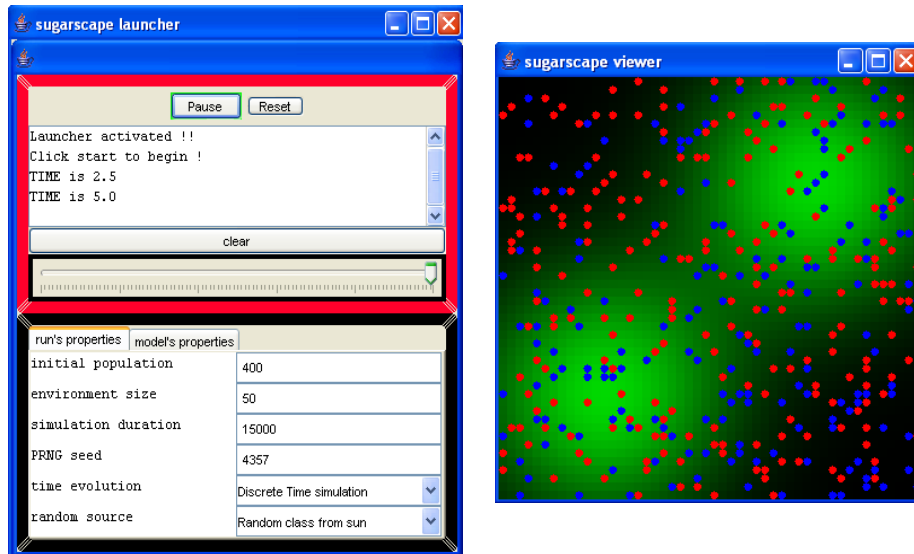 sugarscape launcher
Pause Reset
Launcher activated !!
Click start to begin !
TIME is 2.5
TIME is 5.0
clear
run's properties model's properties
initial population 400
environment size 50
simulation duration 15000
PRNG seed 4357
time evolution Discrete Time simulation
random source Random class from sun
sugarscape viewer